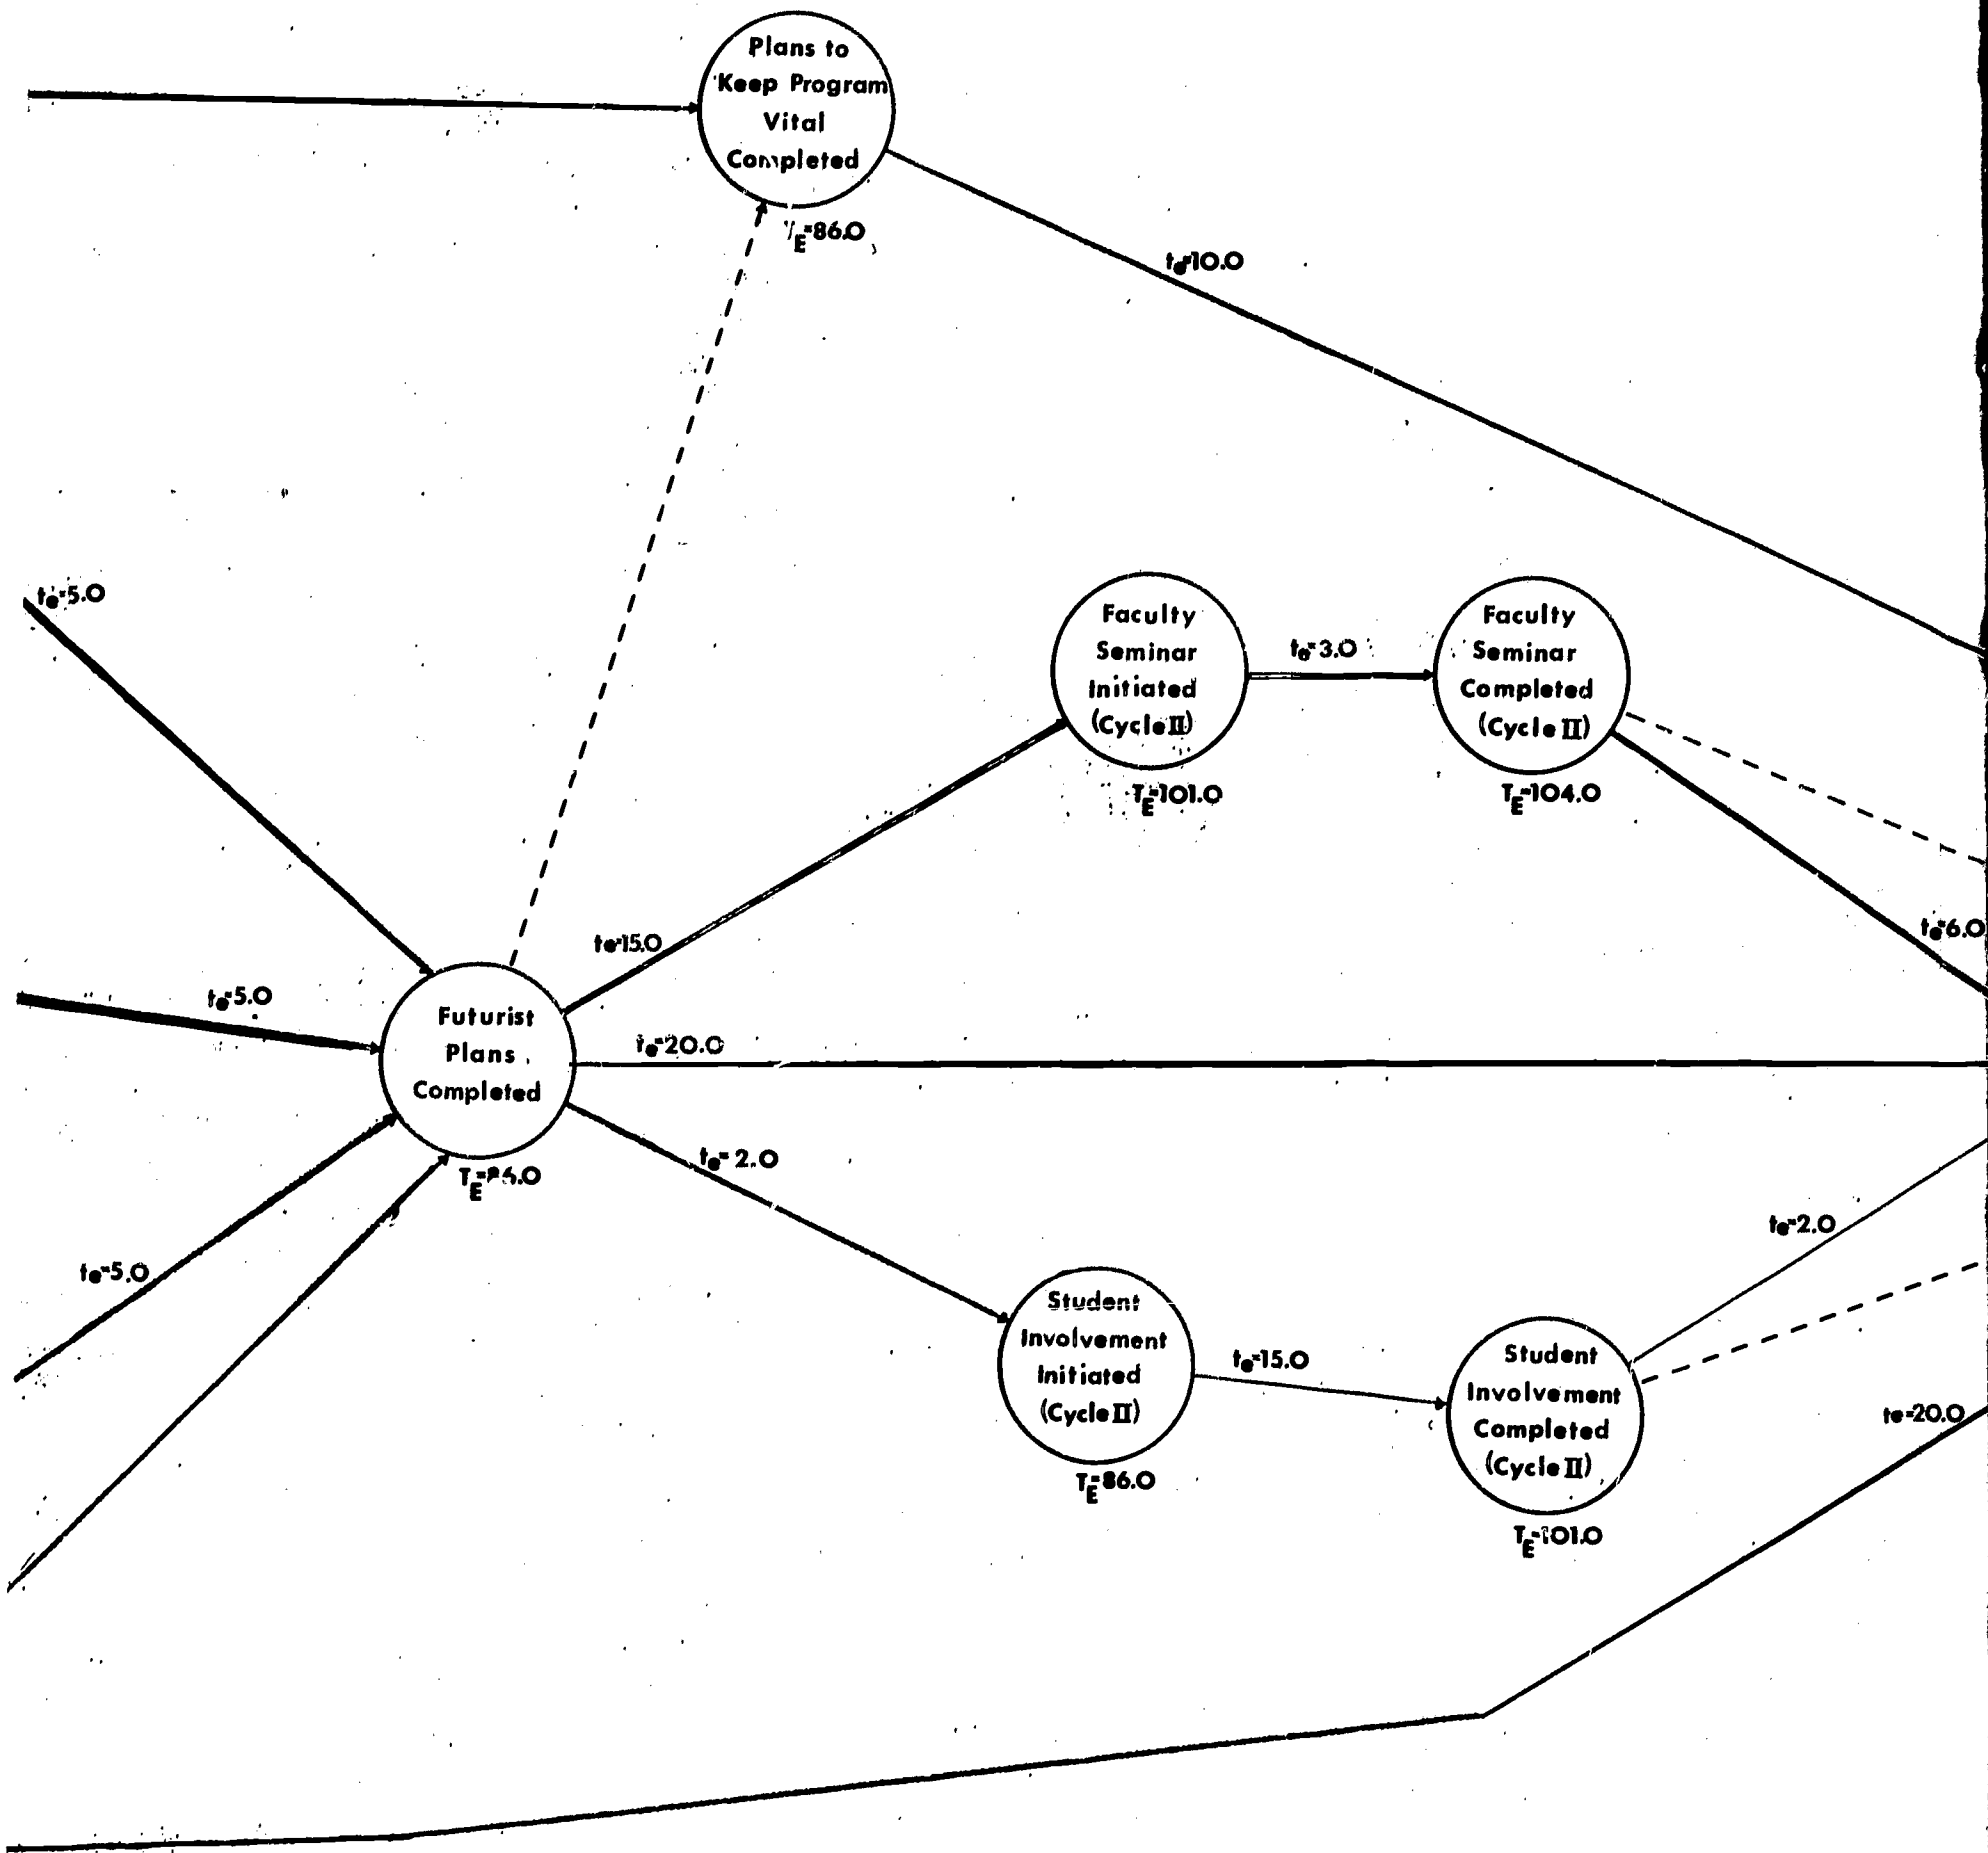 Plans to
Keep Program
Vital
Completed
E=86.0
te=10.0
te=5.0
Faculty
Seminar
Initiated
(Cycle II)
TE=101.0
te=3.0
Faculty
Seminar
Completed
(Cycle II)
TE=104.0
te=6.0
te=15.0
te=5.0
Futurist
Plans
Completed
te=20.0
te=2.0
te=5.0
Student
Involvement
Initiated
(Cycle II)
TE=86.0
te=15.0
te=2.0
Student
Involvement
Completed
(Cycle II)
TE=101.0
te=20.0